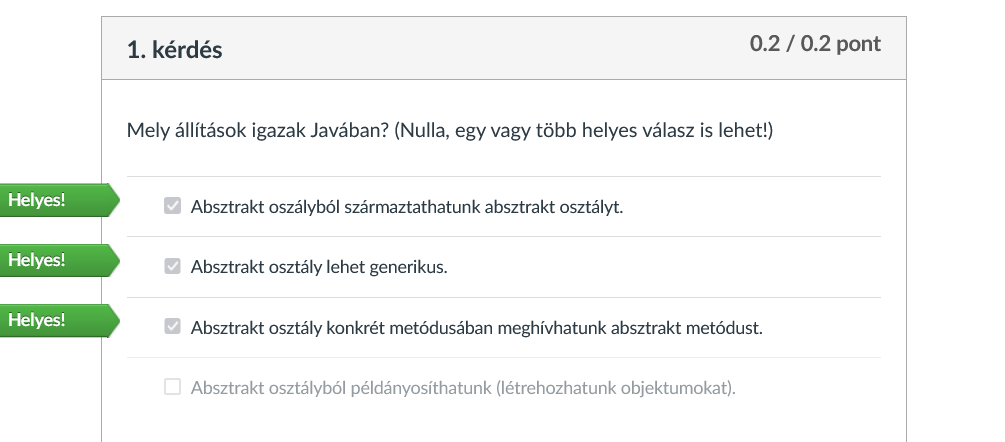 1. kérdés
0.2 / 0.2 pont
Mely állítások igazak Javában? (Nulla, egy vagy több helyes válasz is lehet!)
Helyes!
Absztrakt oszályból származtathatunk absztrakt osztályt.
Helyes!
Absztrakt osztály lehet generikus.
Helyes!
Absztrakt osztály konkrét metódusában meghívhatunk absztrakt metódust.
Absztrakt osztályból példányosíthatunk (létrehozhatunk objektumokat).